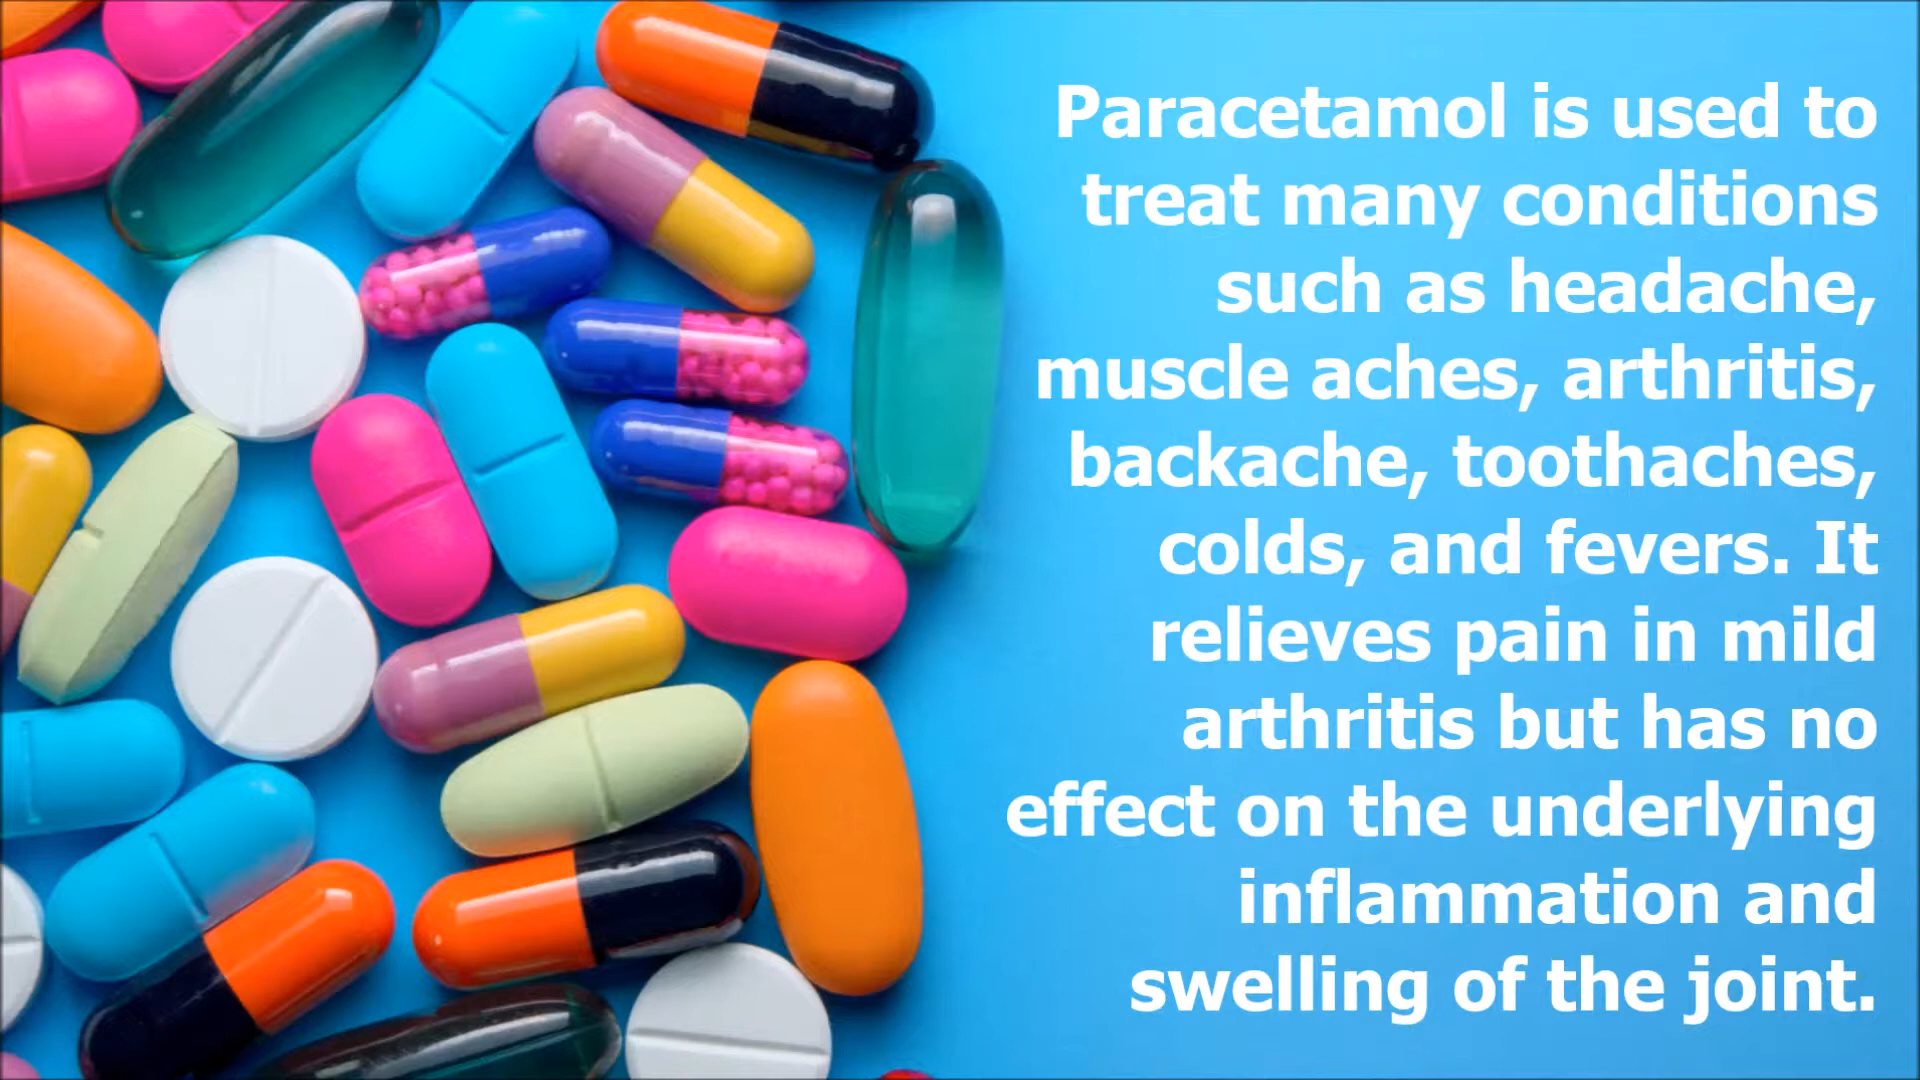 Paracetamol is used to
treat many conditions
such as headache,
muscle aches, arthritis,
backache, toothaches,
colds, and fevers. It
relieves pain in mild
arthritis but has no
effect on the underlying
inflammation and
swelling of the joint.